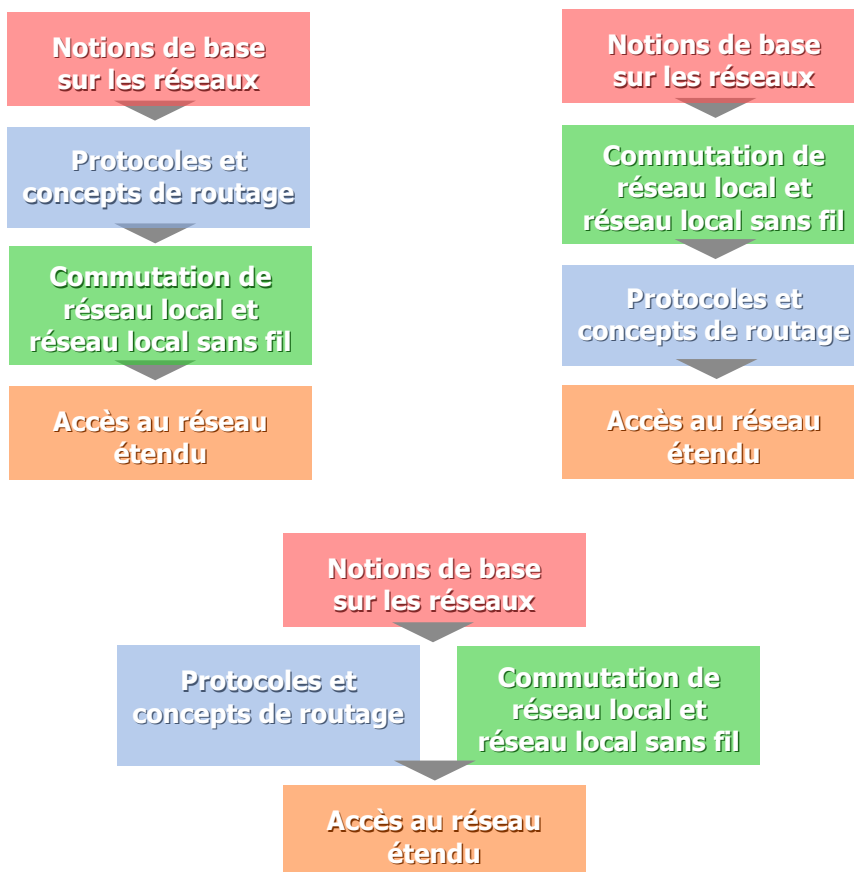 Notions de base
sur les réseaux
Protocoles et
concepts de routage
Commutation de
réseau local et
réseau local sans fil
Accès au réseau
étendu
Notions de base
sur les réseaux
Commutation de
réseau local et
réseau local sans fil
Protocoles et
concepts de routage
Accès au réseau
étendu
Notions de base
sur les réseaux
Protocoles et
concepts de routage
Commutation de
réseau local et
réseau local sans fil
Accès au réseau
étendu